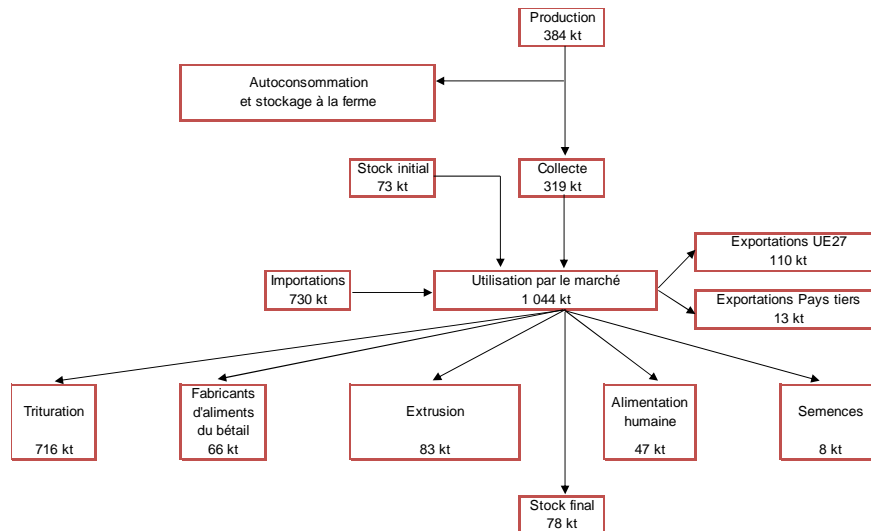 Production
384 kt
Autoconsommation
et stockage à la ferme
Stock initial
73 kt
Collecte
319 kt
Exportations UE27
110 kt
Importations
730 kt
Utilisation par le marché
1 044 kt
Exportations Pays tiers
13 kt
Trituration
716 kt
Fabricants
d'aliments
du bétail
66 kt
Extrusion
83 kt
Alimentation
humaine
47 kt
Semences
8 kt
Stock final
78 kt